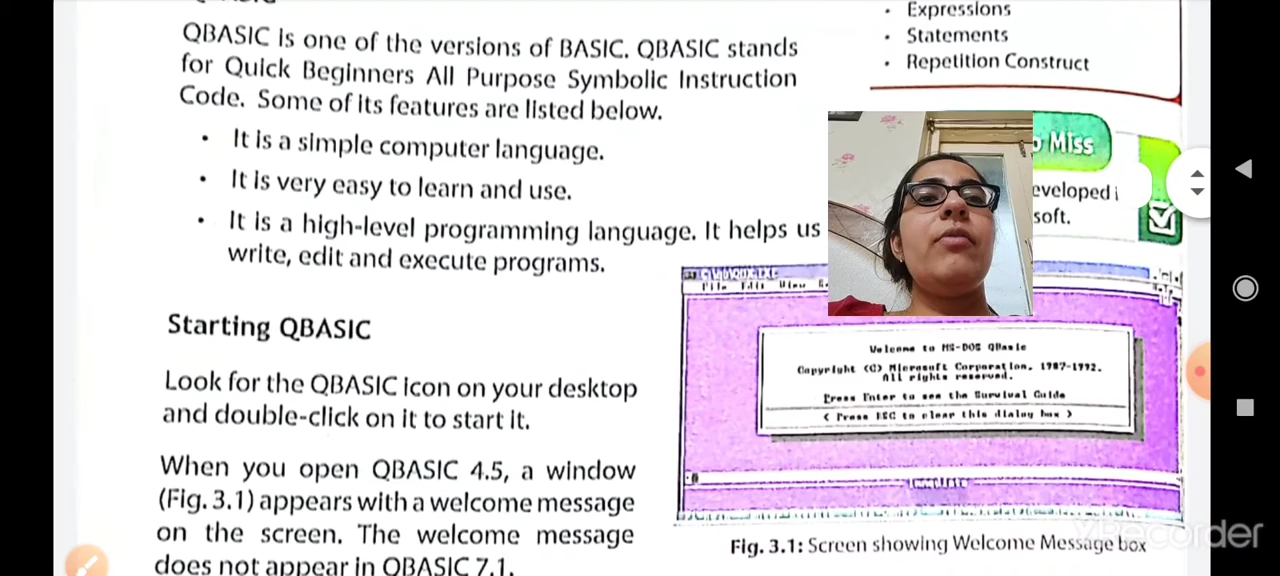 QBASIC is one of the versions of BASIC. QBASIC stands
for Quick Beginners All Purpose Symbolic Instruction
Code. Some of its features are listed below.
• It is a simple computer language.
• It is very easy to learn and use.
• It is a high-level programming language. It helps us
write, edit and execute programs.
Starting QBASIC
Look for the QBASIC icon on your desktop
and double-click on it to start it.
When you open QBASIC 4.5, a window
(Fig. 3.1) appears with a welcome message
on the screen. The welcome message
does not appear in QBASIC 7.1.
• Expressions
• Statements
• Repetition Construct
Miss
eveloped i
soft.
File Edit View
Welcome to MS-DOS QBasic
Copyright (C) Microsoft Corporation, 1987-1992.
All rights reserved.
Press Enter to see the Survival Guide
< Press ESC to clear this dialog box >
Immediate
Fig. 3.1: Screen showing Welcome Message box
XRecorder